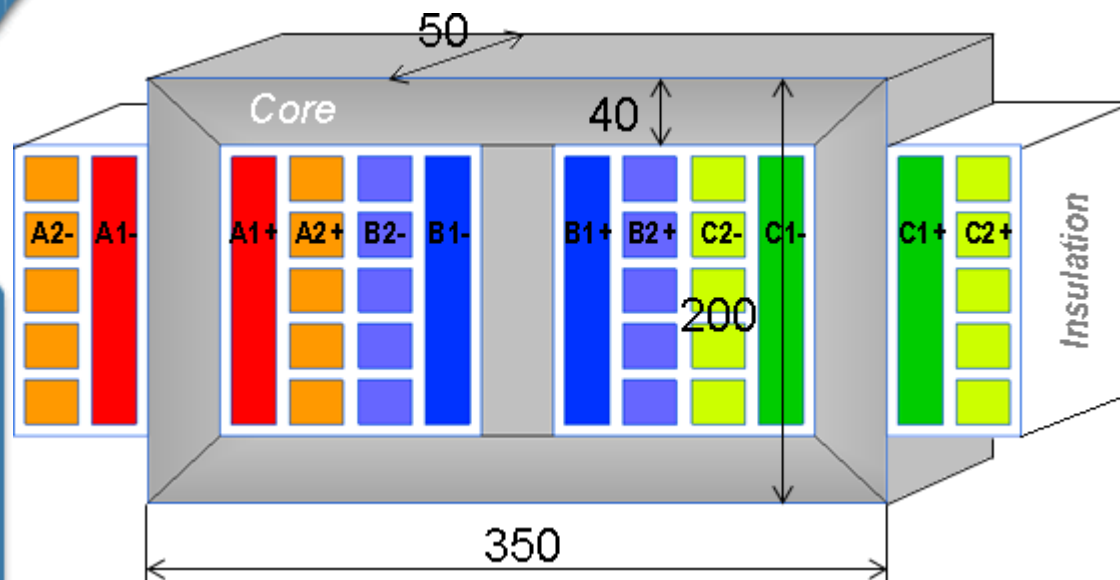 50
Core
40
A2- A1- A1+ A2+ B2- B1- B1+ B2+ C2- C1- C1+ C2+
Insulation
200
350